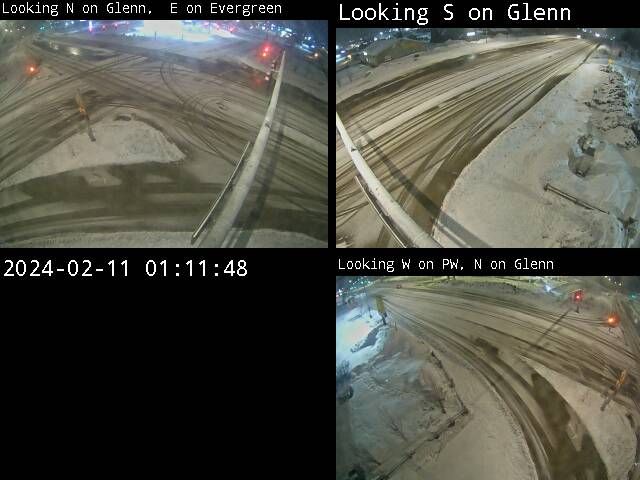 Looking N on Glenn, E on Evergreen
Looking S on Glenn
2024-02-11 01:11:48
Looking W on PW, N on Glenn